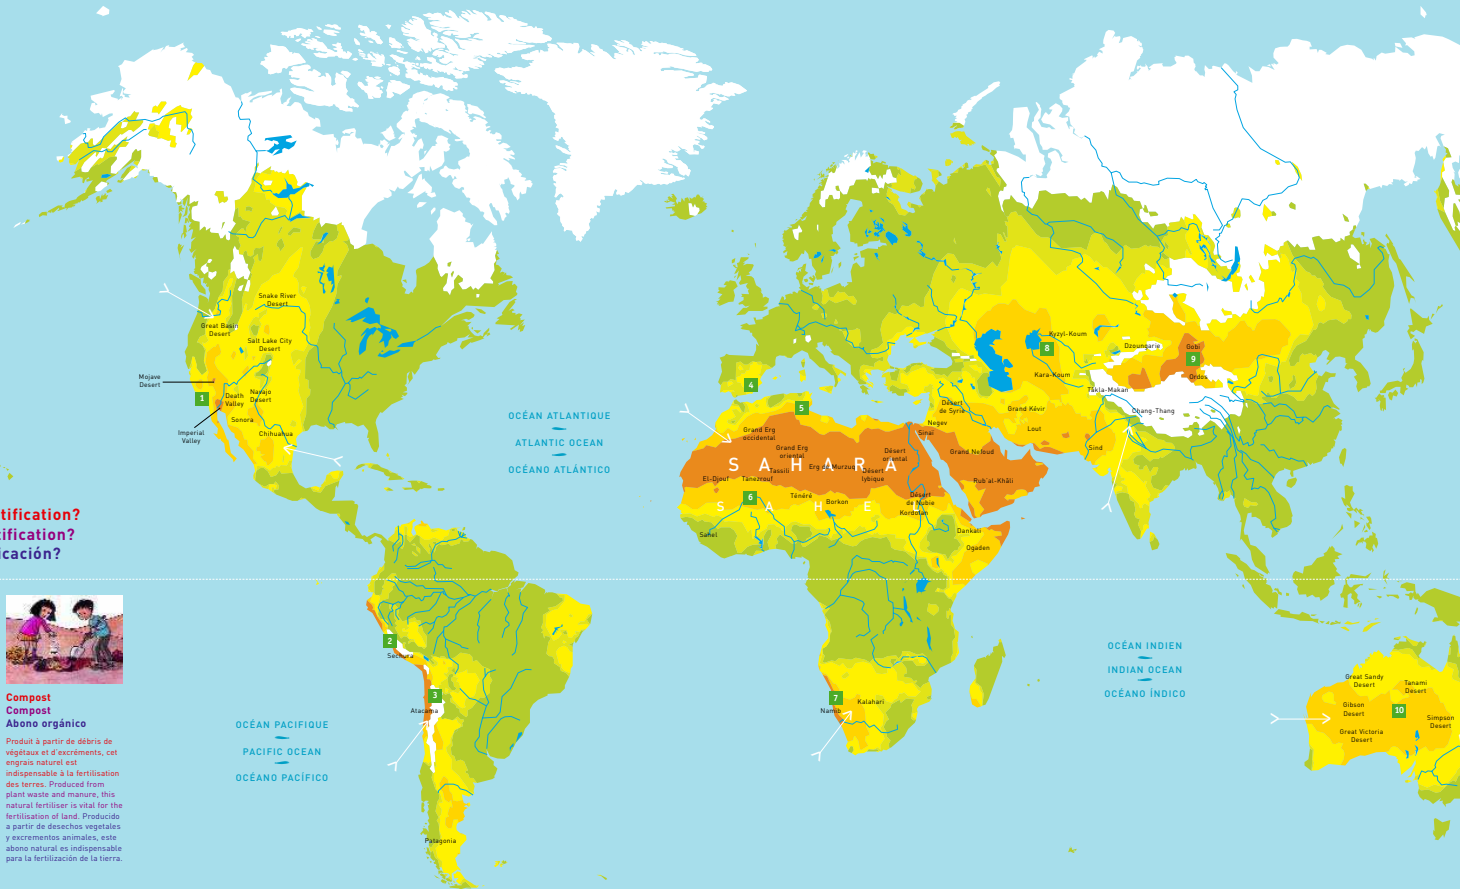 Snake River
Desert
Great Basin
Desert
Salt Lake City
Desert
Mojave
Desert
1
Death
Valley
Navajo
Desert
Imperial
Valley
Sonora
Chihuahua
OCÉAN ATLANTIQUE
ATLANTIC OCEAN
OCÉANO ATLÁNTICO
4
5
Grand Erg
occidental
Grand Erg
oriental
SAHARA
El-Djouf
Tanezrouf
Tassili
Erg de Murzuq
Désert
lybique
Désert
oriental
6
Ténéré
Borkon
Désert
de Nubie
Kordofan
SAHEL
Sahel
Dankali
Ogaden
Désert
de Syrie
Negev
Sinaï
Grand Nefoud
Rub'al-Khâli
Kyzyl-Koum
8
Kara-Koum
Grand Kévir
Lout
Sind
Dzoungarie
Gobi
9
Ordos
Takla-Makan
Chang-Thang
tification?
tification?
icación?
Compost
Compost
Abono orgánico
Produit à partir de débris de
végétaux et d'excréments, cet
engrais naturel est
indispensable à la fertilisation
des terres. Produced from
plant waste and manure, this
natural fertiliser is vital for the
fertilisation of land. Producido
a partir de desechos vegetales
y excrementos animales, este
abono natural es indispensable
para la fertilización de la tierra.
2
Sechura
3
Atacama
OCÉAN PACIFIQUE
PACIFIC OCEAN
OCÉANO PACÍFICO
Patagonia
7
Namib
Kalahari
OCÉAN INDIEN
INDIAN OCEAN
OCÉANO ÍNDICO
Great Sandy
Desert
Tanami
Desert
Gibson
Desert
10
Simpson
Desert
Great Victoria
Desert